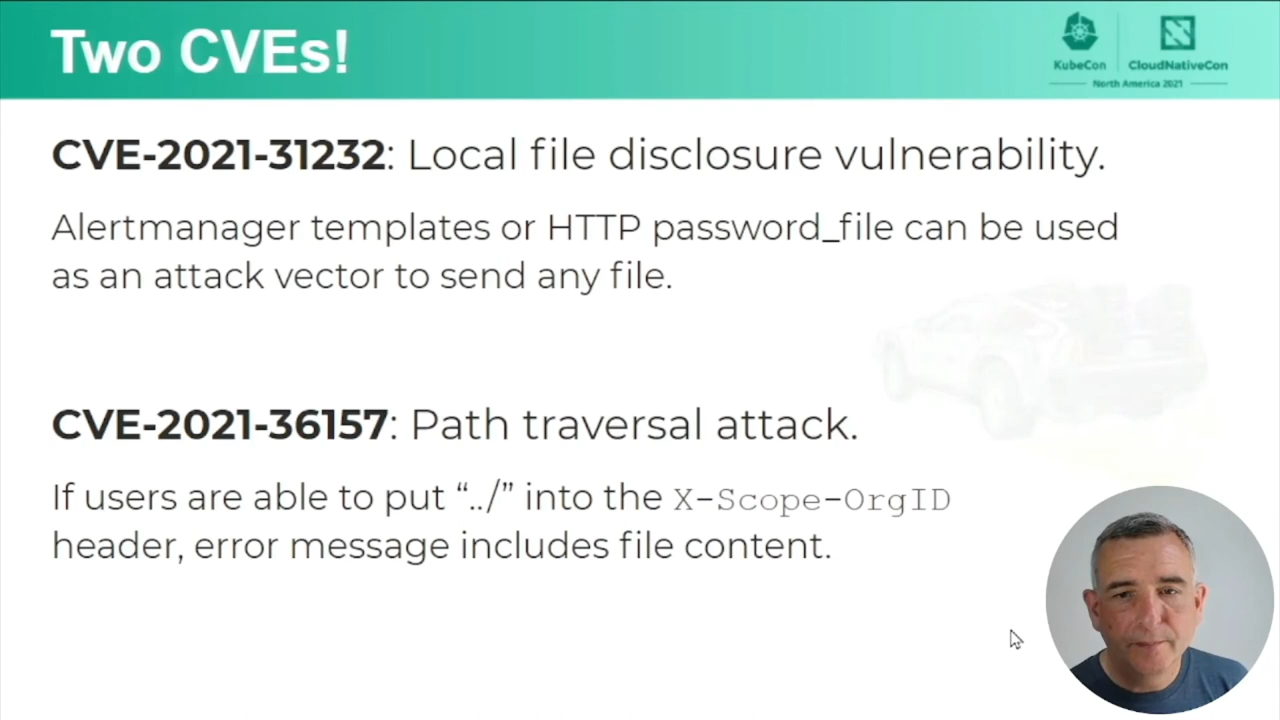 Two CVEs!
KubeCon
CloudNativeCon
North America 2021
CVE-2021-31232: Local file disclosure vulnerability.
Alertmanager templates or HTTP password_file can be used
as an attack vector to send any file.
CVE-2021-36157: Path traversal attack.
If users are able to put “../” into the X-Scope-OrgID
header, error message includes file content.